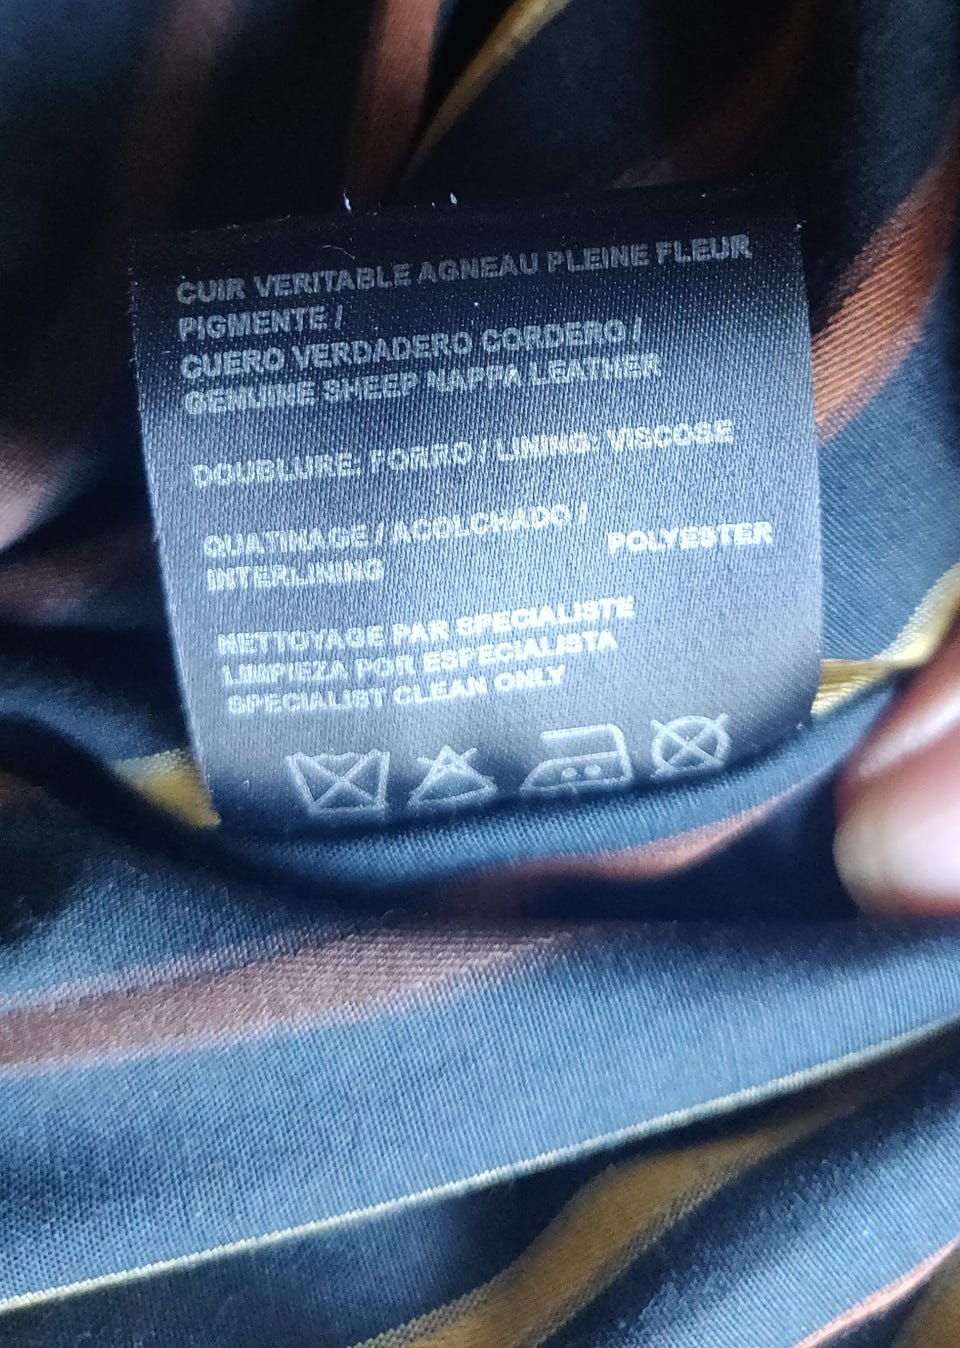 CUIR VERITABLE AGNEAU PLEINE FLEUR
PIGMENTE /
CUERO VERDADERO CORDERO /
GENUINE SHEEP NAPPA LEATHER
DOUBLURE: FORRO / LINING: VISCOSE
QUATINAGE / ACOLCHADO /
INTERLINING POLYESTER
NETTOYAGE PAR SPECIALISTE
LIMPIEZA POR ESPECIALISTA
SPECIALIST CLEAN ONLY